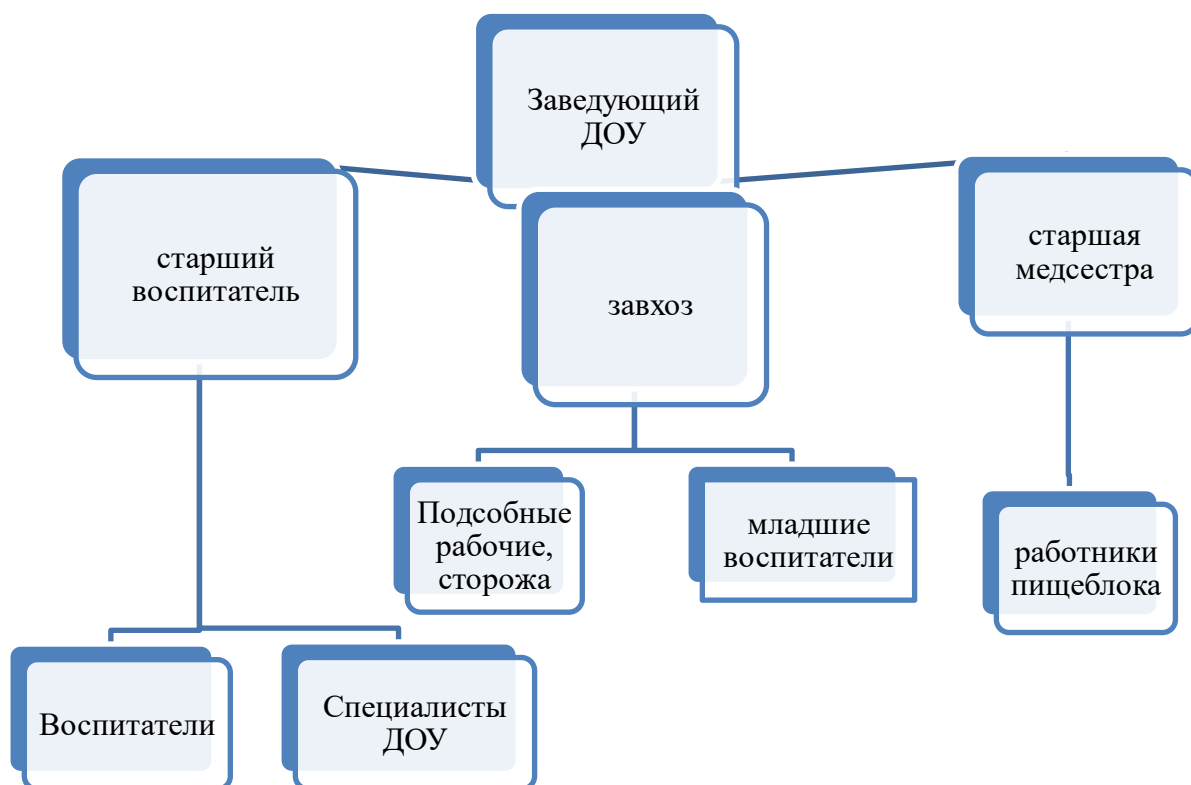 Заведующий
ДОУ
старший
воспитатель
завхоз
старшая
медсестра
Подсобные
рабочие,
сторожа
младшие
воспитатели
работники
пищеблока
Воспитатели
Специалисты
ДОУ